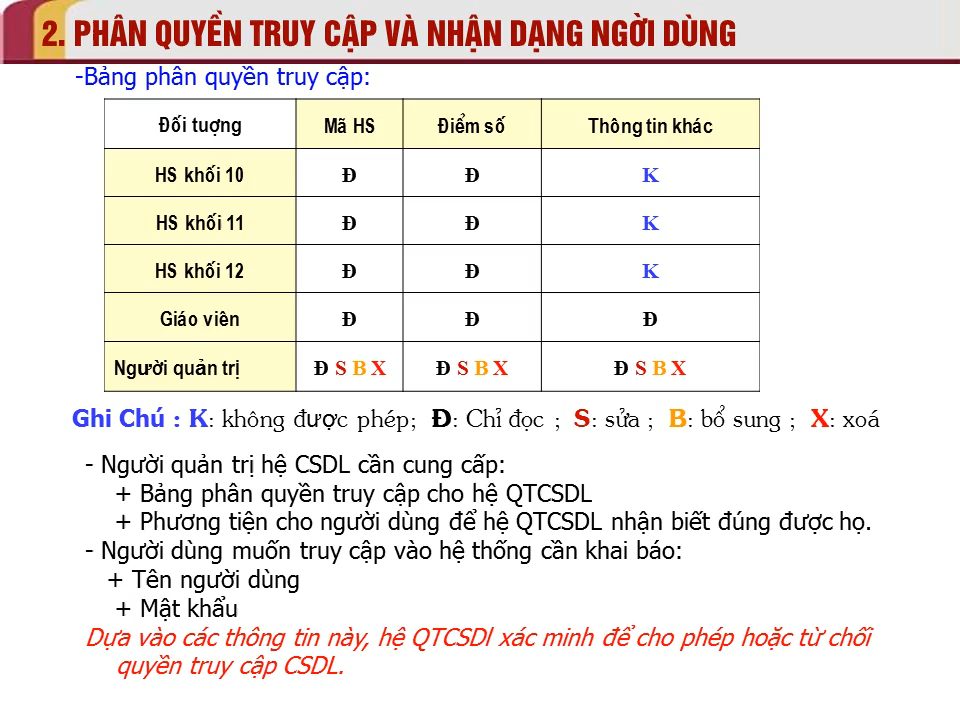 2. PHÂN QUYỀN TRUY CẬP VÀ NHẬN DẠNG NGỜI DÙNG
-Bảng phân quyền truy cập:
Đối tuợng Mã HS Điểm số Thông tin khác
HS khối 10 Đ Đ K
HS khối 11 Đ Đ K
HS khối 12 Đ Đ K
Giáo viên Đ Đ Đ
Người quản trị Đ S B X Đ S B X Đ S B X
Ghi Chú : K: không được phép; Đ: Chỉ đọc ; S: sửa ; B: bổ sung ; X: xoá
- Người quản trị hệ CSDL cần cung cấp:
+ Bảng phân quyền truy cập cho hệ QTCSDL
+ Phương tiện cho người dùng để hệ QTCSDL nhận biết đúng được họ.
- Người dùng muốn truy cập vào hệ thống cần khai báo:
+ Tên người dùng
+ Mật khẩu
Dựa vào các thông tin này, hệ QTCSDl xác minh để cho phép hoặc từ chối
quyền truy cập CSDL.